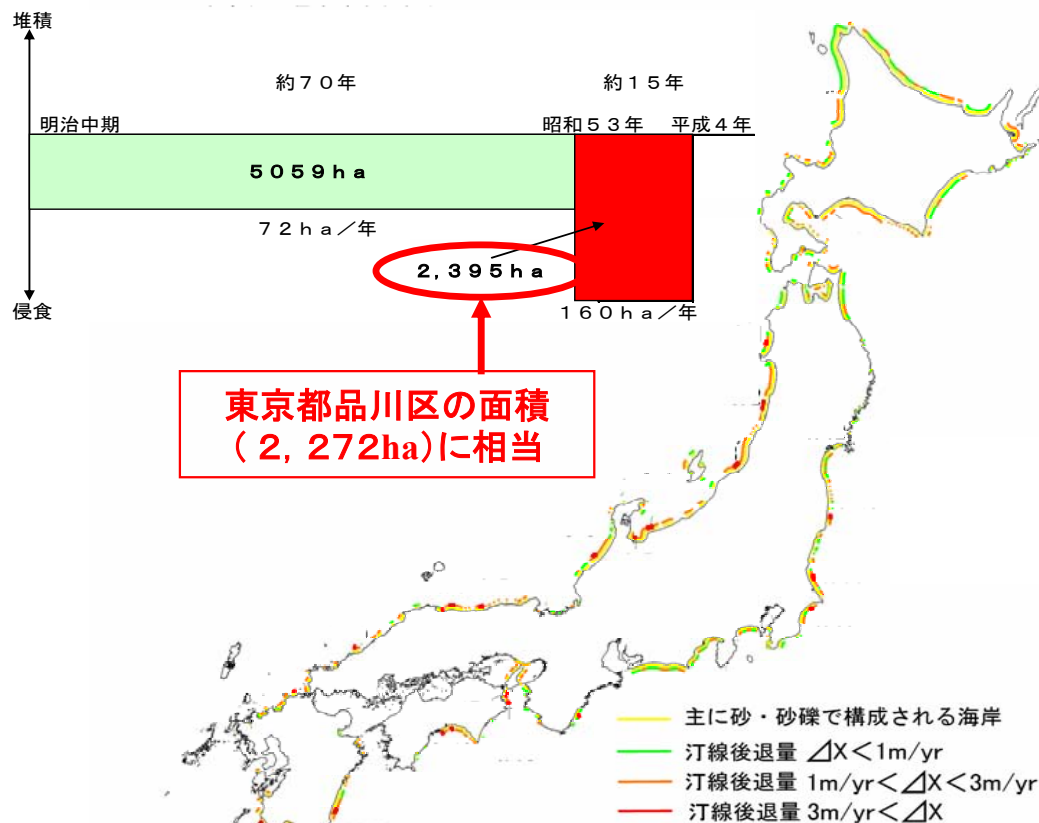 堆積
約70年
約15年
明治中期
昭和53年
平成4年
5059ha
72ha/年
2,395ha
侵食
160ha/年
東京都品川区の面積
(2,272ha)に相当
主に砂・砂礫で構成される海岸
汀線後退量 ⊿X<1m/yr
汀線後退量 1m/yr<⊿X<3m/yr
汀線後退量 3m/yr<⊿X